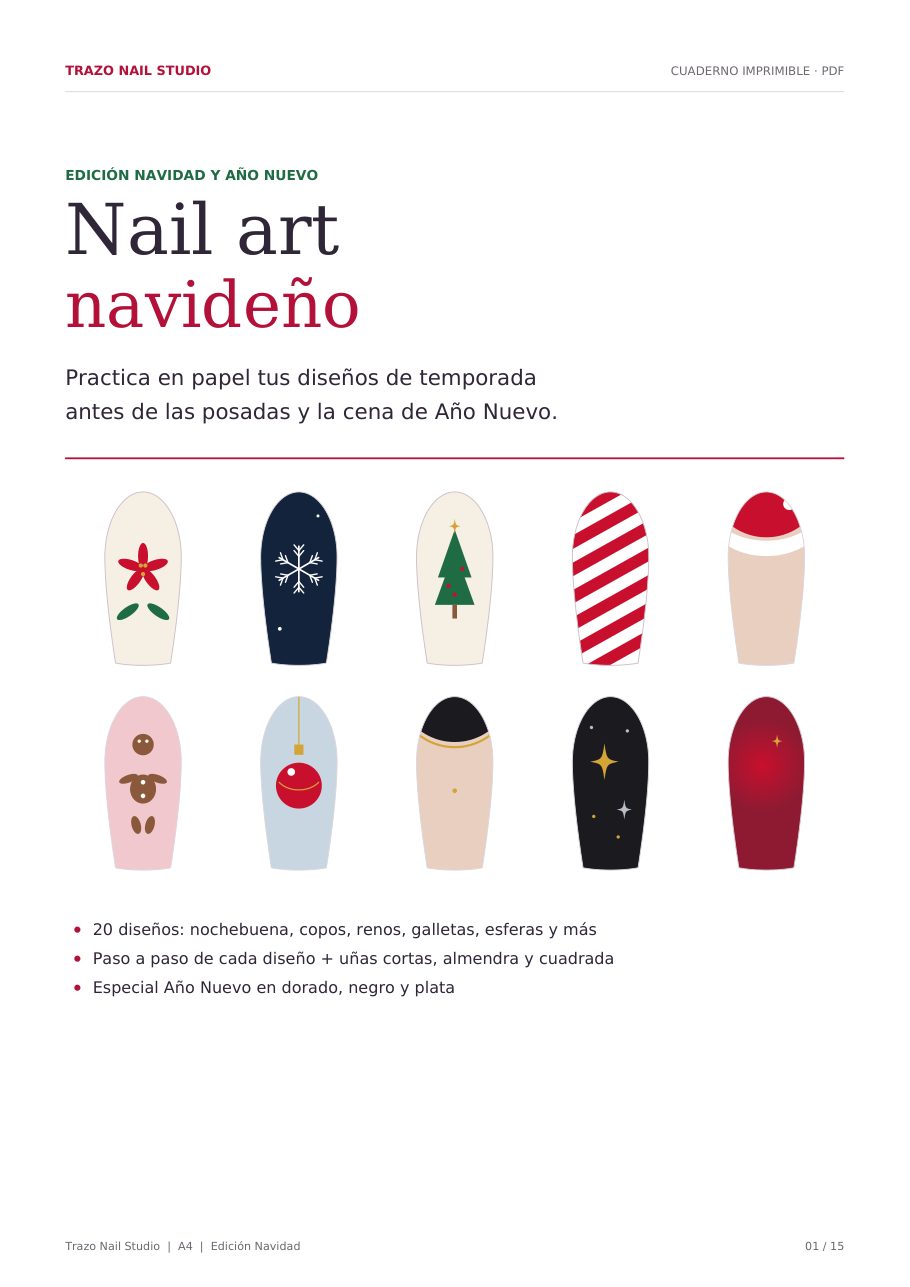 TRAZO NAIL STUDIO
CUADERNO IMPRIMIBLE · PDF
EDICIÓN NAVIDAD Y AÑO NUEVO
Nail art
navideño
Practica en papel tus diseños de temporada
antes de las posadas y la cena de Año Nuevo.
• 20 diseños: nochebuena, copos, renos, galletas, esferas y más
• Paso a paso de cada diseño + uñas cortas, almendra y cuadrada
• Especial Año Nuevo en dorado, negro y plata
Trazo Nail Studio | A4 | Edición Navidad
01 / 15